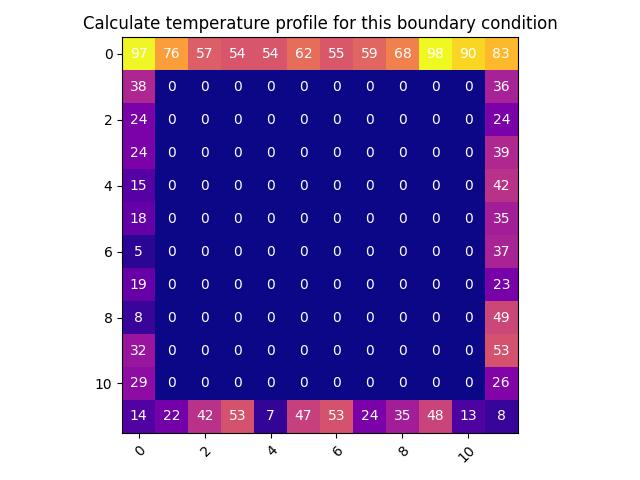 Calculate temperature profile for this boundary condition
0 97 76 57 54 54 62 55 59 68 98 90 83
38 0 0 0 0 0 0 0 0 0 0 36
2 24 0 0 0 0 0 0 0 0 0 0 24
24 0 0 0 0 0 0 0 0 0 0 39
4 15 0 0 0 0 0 0 0 0 0 0 42
18 0 0 0 0 0 0 0 0 0 0 35
6 5 0 0 0 0 0 0 0 0 0 0 37
19 0 0 0 0 0 0 0 0 0 0 23
8 8 0 0 0 0 0 0 0 0 0 0 49
32 0 0 0 0 0 0 0 0 0 0 53
10 29 0 0 0 0 0 0 0 0 0 0 26
14 22 42 53 7 47 53 24 35 48 13 8
0 2 4 6 8 10